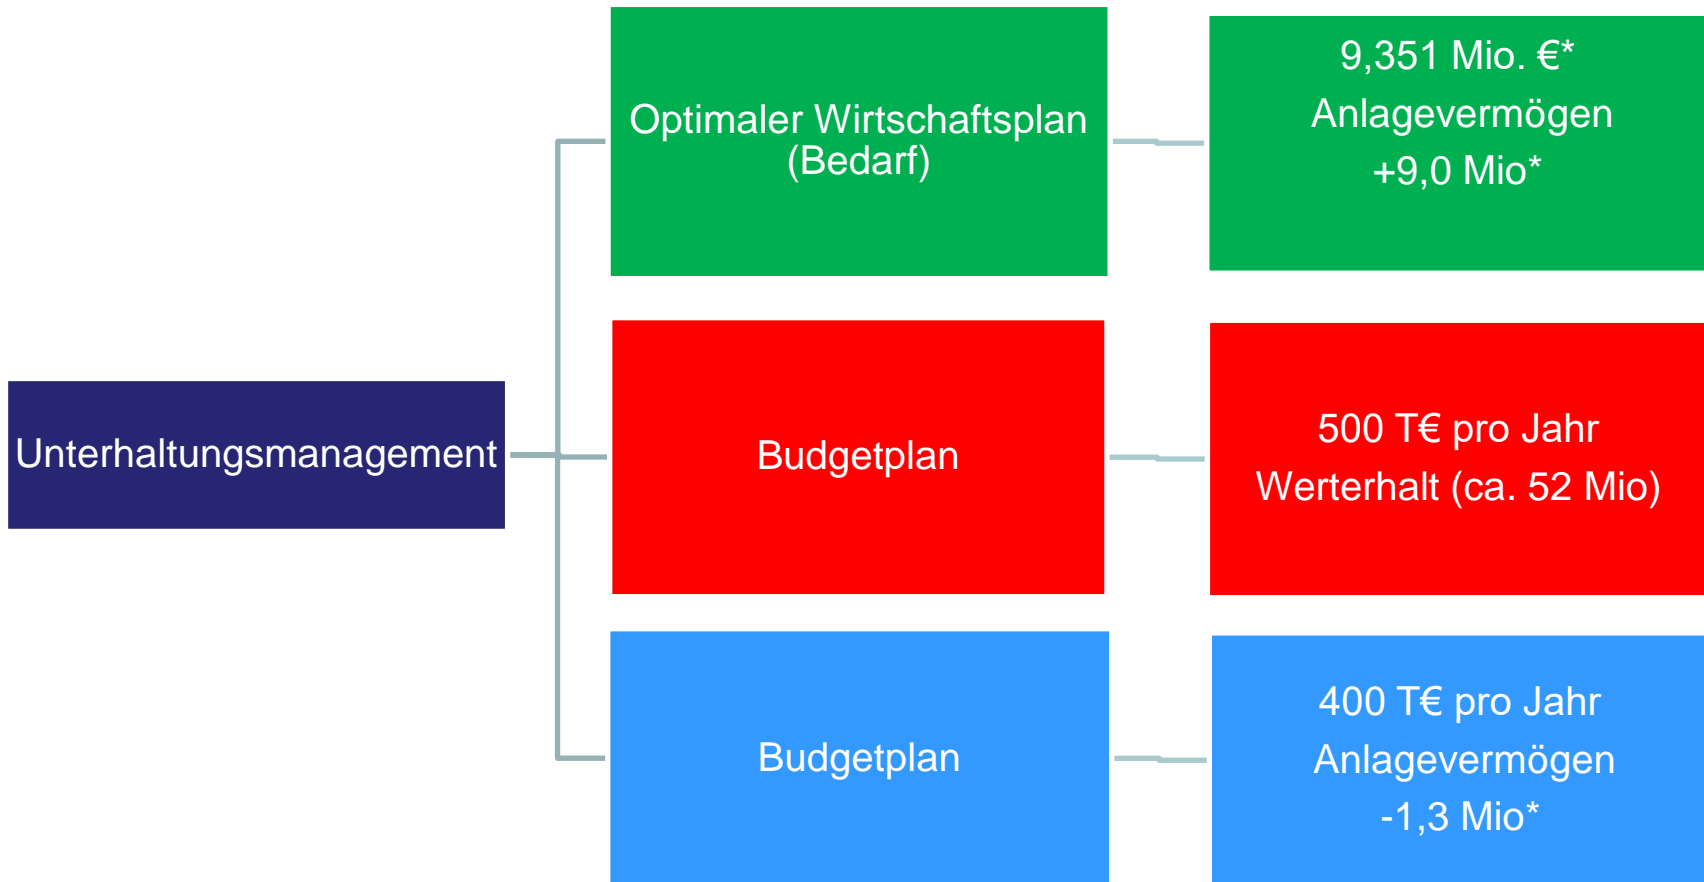 Unterhaltungsmanagement
Optimaler Wirtschaftsplan
(Bedarf)
9,351 Mio. €*
Anlagevermögen
+9,0 Mio*
Budgetplan
500 T€ pro Jahr
Werterhalt (ca. 52 Mio)
Budgetplan
400 T€ pro Jahr
Anlagevermögen
-1,3 Mio*